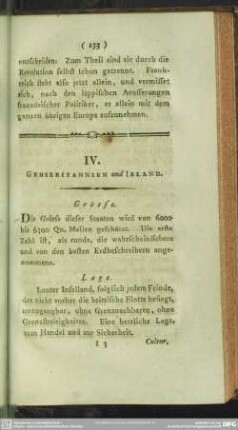 ( 133 )
entschieden: Zum Theil sind sie durch die
Revolution selbst schon getrennt. Frank-
reich steht also jetzt allein, und vermisset
sich, nach den läppischen Aeusserungen
französischer Politiker, es allein mit dem
ganzen übrigen Europa aufzunehmen.
IV.
GROSBRITANNIEN und IRLAND.
Grösse.
Die Grösse dieser Staaten wird von 6000
bis 6300 Qu. Meilen geschätzt. Die erste
Zahl ist, als runde, die wahrscheinlichere
und von den besten Erdbeschreibern ange-
nommene.
Lage.
Lauter Inselland, folglich jedem Feinde,
der nicht vorher die brittische Flotte besiegt,
unzugangbar, ohne Grenznachbaren, ohne
Grenzstreitigkeiten. Eine herrliche Lage,
zum Handel und zur Sicherheit.
I 3
Cultur.